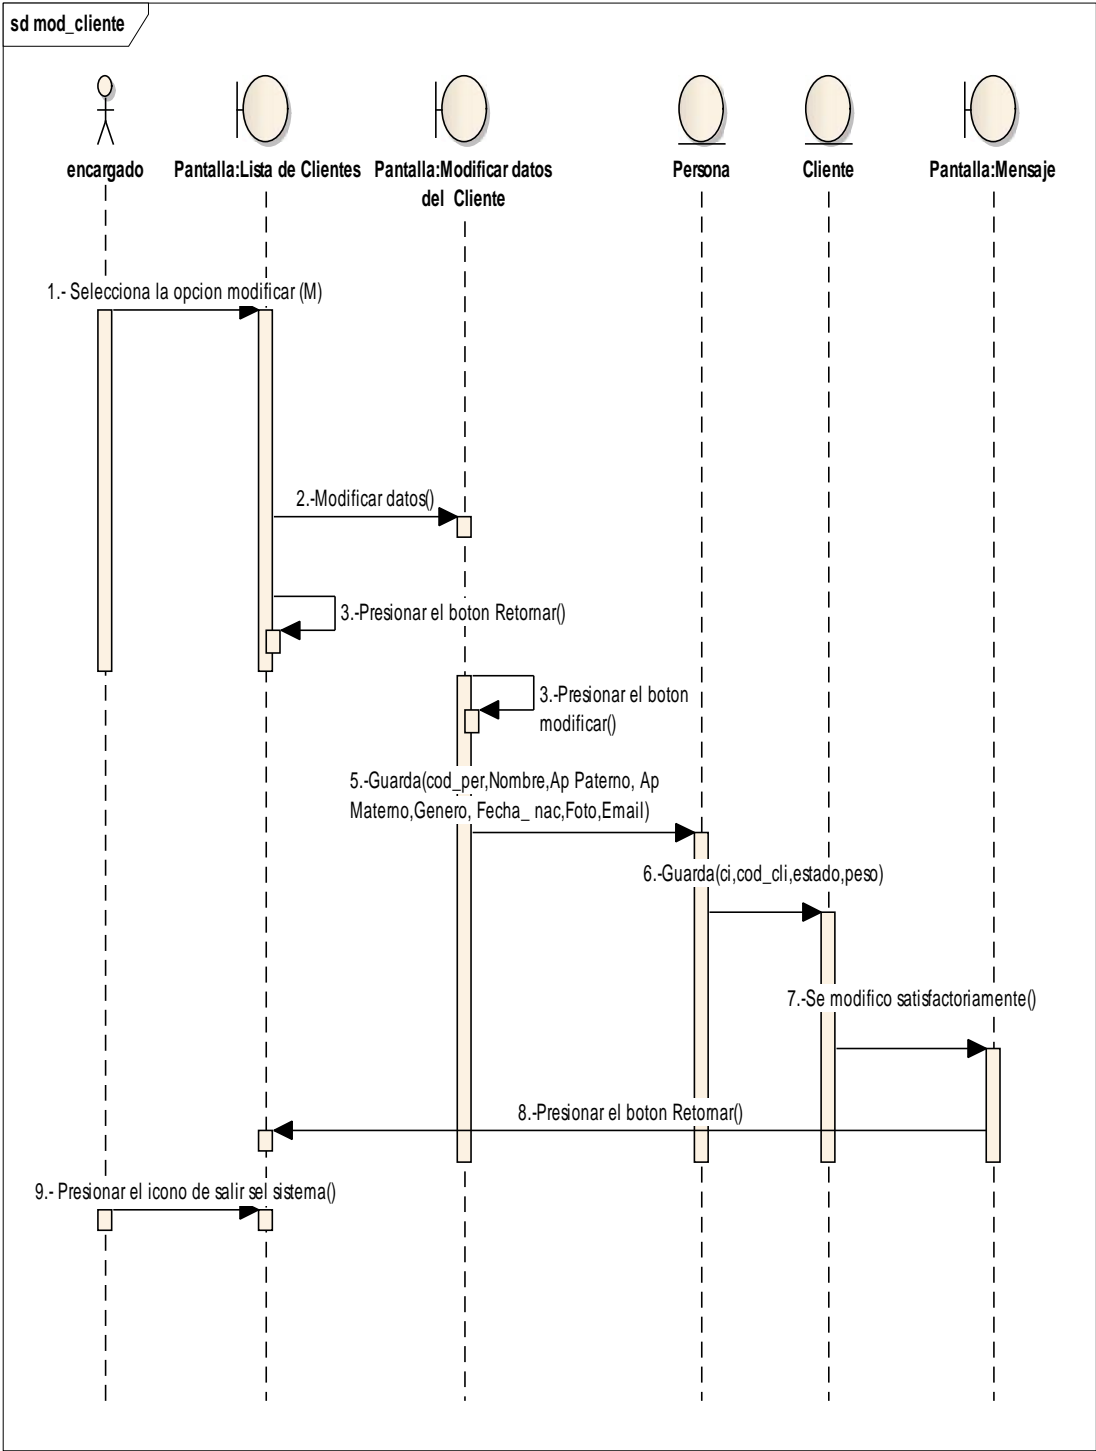 sd mod_cliente
encargado
Pantalla:Lista de Clientes
Pantalla:Modificar datos
del Cliente
Persona
Cliente
Pantalla:Mensaje
1.- Selecciona la opcion modificar (M)
2.-Modificar datos()
3.-Presionar el boton Retornar()
3.-Presionar el boton
modificar()
5.-Guarda(cod_per,Nombre,Ap Paterno, Ap
Materno,Genero, Fecha_ nac,Foto,Email)
6.-Guarda(ci,cod_cli,estado,peso)
7.-Se modifico satisfactoriamente()
8.-Presionar el boton Retornar()
9.- Presionar el icono de salir sel sistema()